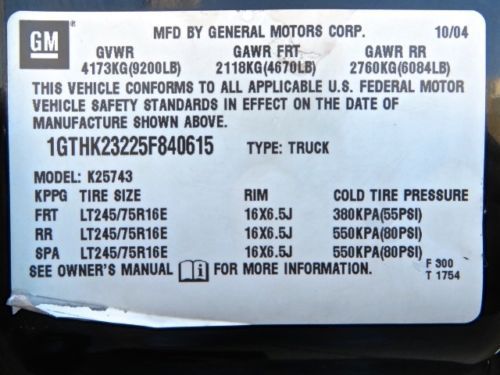 GM
MFD BY GENERAL MOTORS CORP. 10/04
GVWR GAWR FRT GAWR RR
4173KG(9200LB) 2118KG(4670LB) 2760KG(6084LB)
THIS VEHICLE CONFORMS TO ALL APPLICABLE U.S. FEDERAL MOTOR
VEHICLE SAFETY STANDARDS IN EFFECT ON THE DATE OF
MANUFACTURE SHOWN ABOVE.
1GTHK23225F840615 TYPE: TRUCK
MODEL: K25743
KPPG TIRE SIZE RIM COLD TIRE PRESSURE
FRT LT245/75R16E 16X6.5J 380KPA(55PSI)
RR LT245/75R16E 16X6.5J 550KPA(80PSI)
SPA LT245/75R16E 16X6.5J 550KPA(80PSI)
SEE OWNER'S MANUAL i FOR MORE INFORMATION.
F 300
T 1754